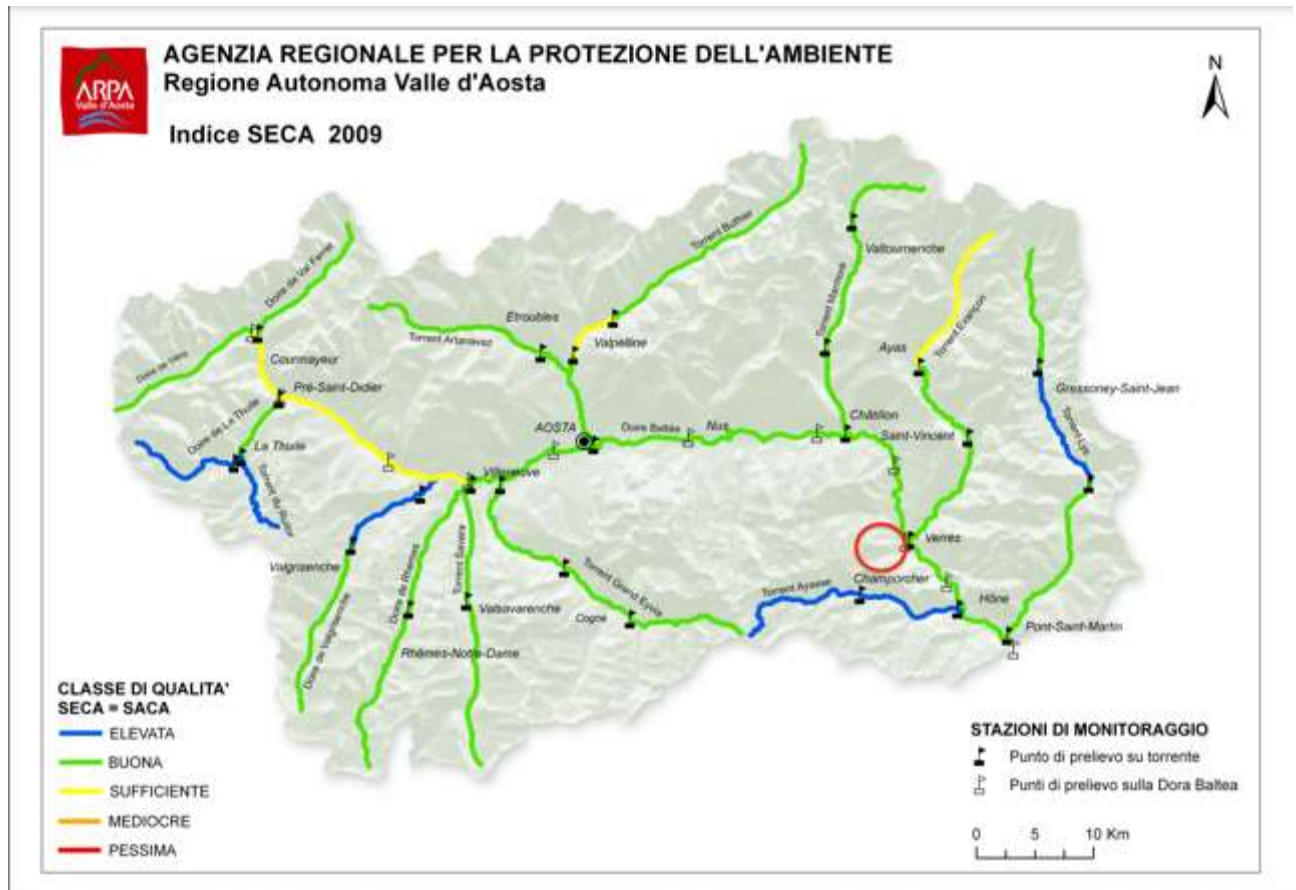 ARPA
Valle d'Aosta
AGENZIA REGIONALE PER LA PROTEZIONE DELL'AMBIENTE
Regione Autonoma Valle d'Aosta
Indice SECA 2009
N
Torrent Buthier
Valtournenche
Doire de Val Ferret
Etroubles
Torrent Marmore
Torrent Artanavaz
Valpelline
Ayas
Torrent Evançon
Courmayeur
Doire de Vény
Pré-Saint-Didier
Gressoney-Saint-Jean
Doire de La Thuile
AOSTA
Doire Baltée
Nus
Châtillon
Saint-Vincent
Torrent Lys
La Thuile
Villeneuve
Torrent du Ruitor
Verrès
Valgrisenche
Doire de Rhêmes
Torrent Savara
Torrent Grand Eyvia
Champorcher
Torrent Ayasse
Hône
Doire de Valgrisenche
Valsavarenche
Cogne
Pont-Saint-Martin
Rhêmes-Notre-Dame
CLASSE DI QUALITA'
SECA = SACA
ELEVATA
BUONA
SUFFICIENTE
MEDIOCRE
PESSIMA
STAZIONI DI MONITORAGGIO
Punto di prelievo su torrente
Punti di prelievo sulla Dora Baltea
0 5 10 Km